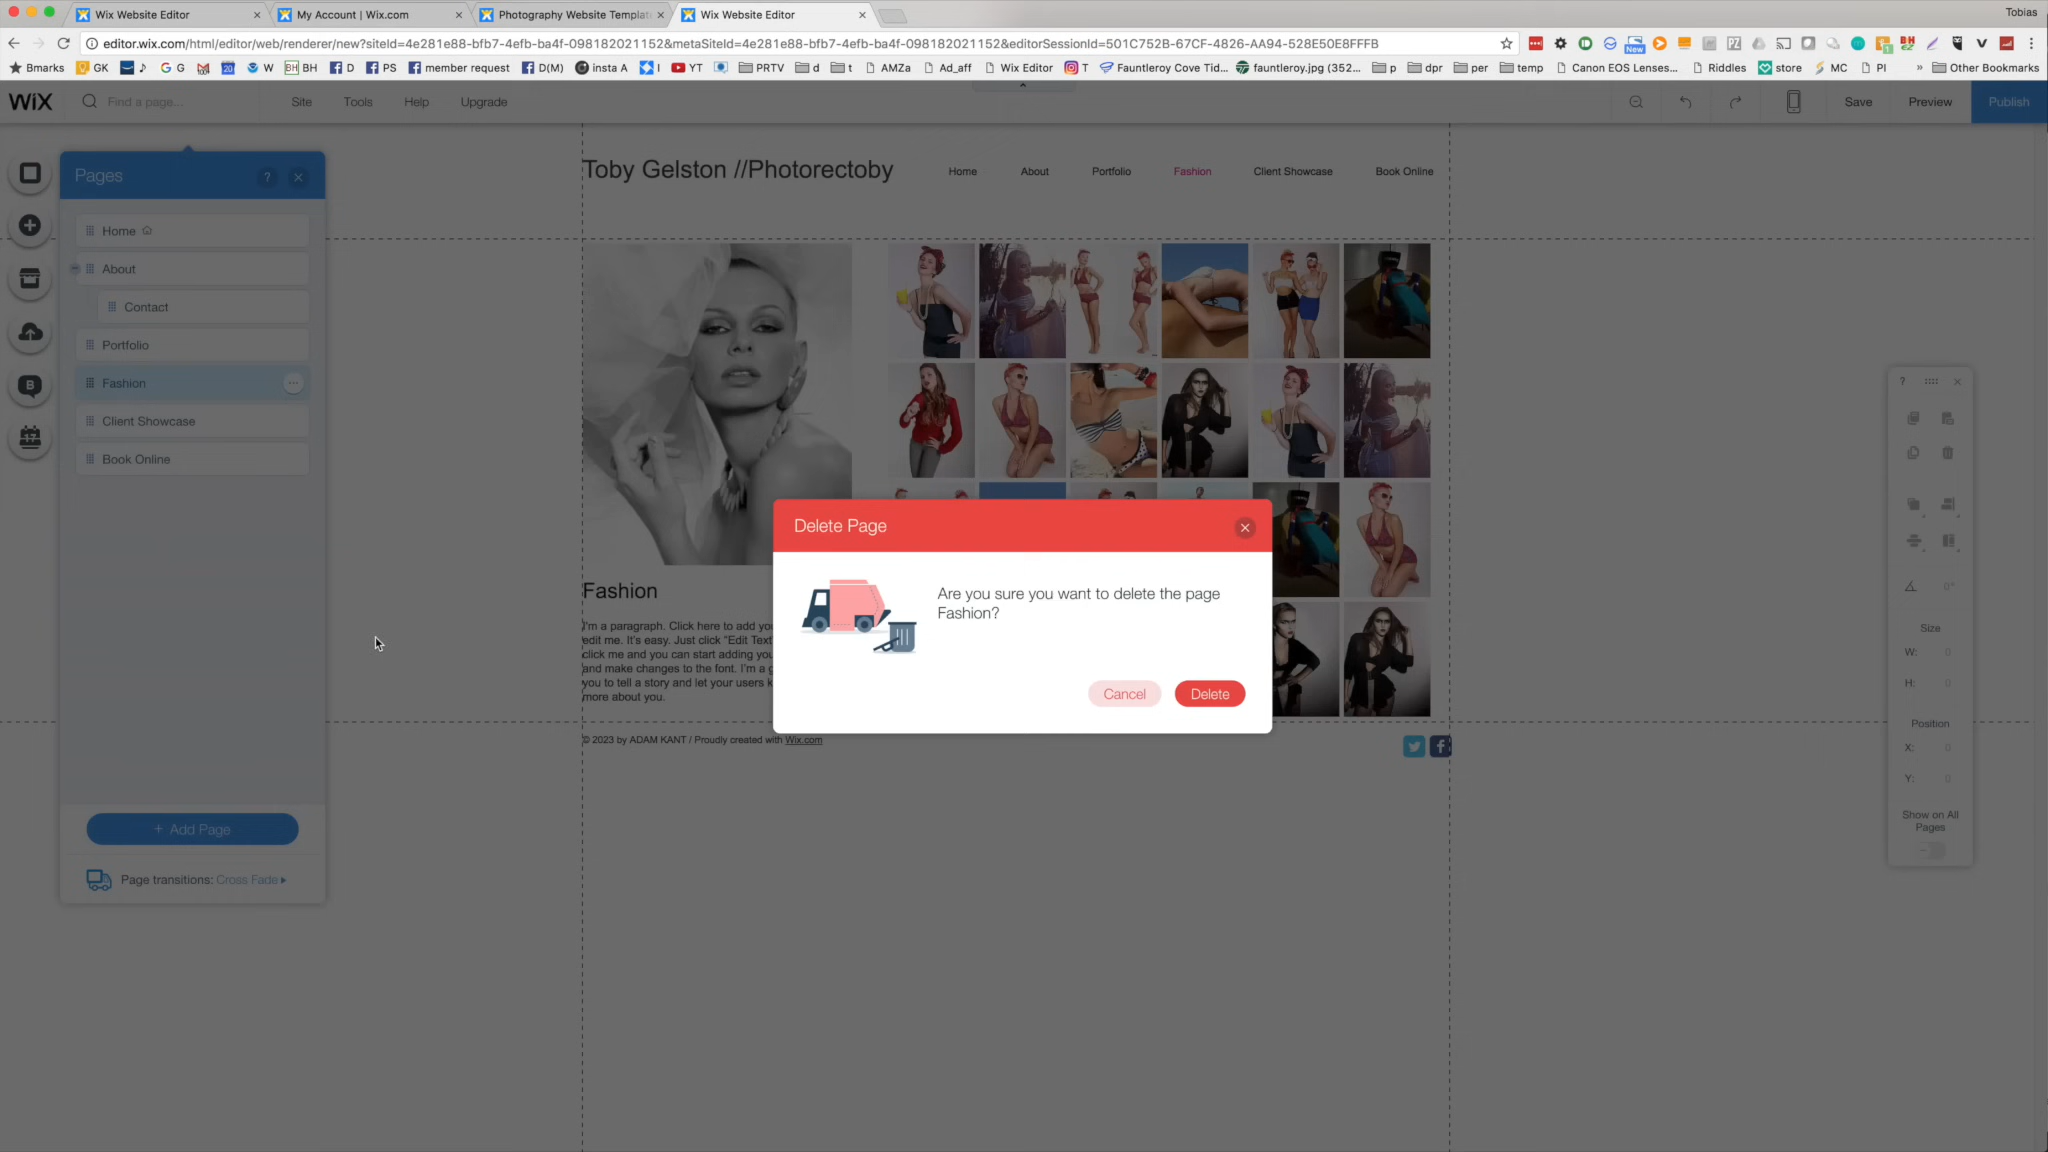 Wix Website Editor
My Account | Wix.com
Photography Website Templat
Wix Website Editor
Tobias
editor.wix.com/html/editor/web/renderer/new?siteId=4e281e88-bfb7-4efb-ba4f-098182021152&metaSiteId=4e281e88-bfb7-4efb-ba4f-098182021152&editorSessionId=501C752B-67CF-4826-AA94-528E50E8FFFB
New
Bmarks GK G W BH BH D PS member request D(M) insta A I YT PRTV d t AMZa Ad_aff Wix Editor T Fauntleroy Cove Tid... fauntleroy.jpg (352... p dpr per temp Canon EOS Lenses... Riddles store MC PI » Other Bookmarks
WiX Find a page... Site Tools Help Upgrade Save Preview Publish
Pages ?
Home
About
Contact
Portfolio
Fashion
Client Showcase
Book Online
+ Add Page
Page transitions: Cross Fade
Toby Gelston //Photorectoby
Home About Portfolio Fashion Client Showcase Book Online
Fashion
I'm a paragraph. Click here to add you
edit me. It's easy. Just click "Edit Text
click me and you can start adding you
and make changes to the font. I'm a g
you to tell a story and let your users k
more about you.
© 2023 by ADAM KANT / Proudly created with Wix.com
Delete Page
Are you sure you want to delete the page
Fashion?
Cancel Delete
?
0°
Size
W: 0
H: 0
Position
X: 0
Y: 0
Show on All
Pages